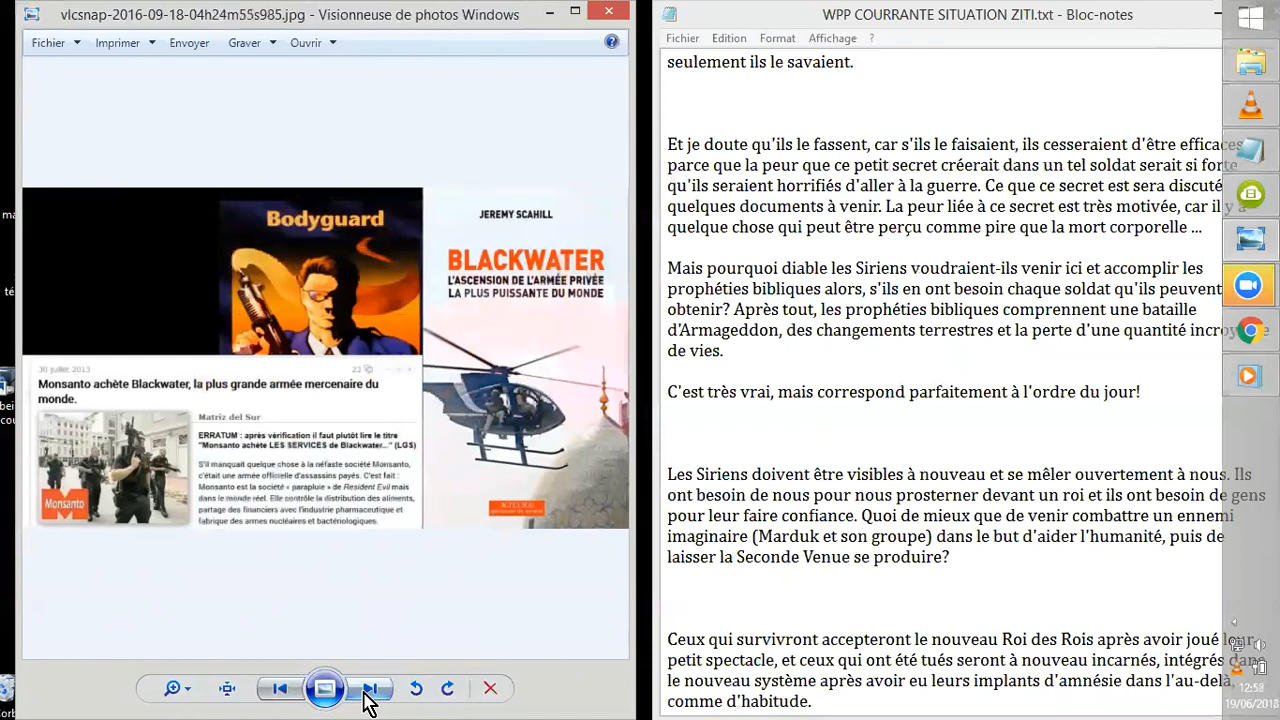 vlcsnap-2016-09-18-04h24m55s985.jpg - Visionneuse de photos Windows
Fichier Imprimer Envoyer Graver Ouvrir
Bodyguard
30 juillet 2013 23
Monsanto achète Blackwater, la plus grande armée mercenaire du
monde.
Matriz del Sur
ERRATUM : après vérification il faut plutôt lire le titre
"Monsanto achète LES SERVICES de Blackwater..." (LGS)
S'il manquait quelque chose à la néfaste société Monsanto,
c'était une armée officielle d'assassins payés. C'est fait :
Monsanto est la société « parapluie » de Resident Evil mais
dans le monde réel. Elle contrôle la distribution des aliments,
partage des financiers avec l'industrie pharmaceutique et
fabrique des armes nucléaires et bactériologiques.
Monsanto
JEREMY SCAHILL
BLACKWATER
L'ASCENSION DE L'ARMÉE PRIVÉE
LA PLUS PUISSANTE DU MONDE
WPP COURRANTE SITUATION ZITI.txt - Bloc-notes
Fichier Edition Format Affichage ?
seulement ils le savaient.
Et je doute qu'ils le fassent, car s'ils le faisaient, ils cesseraient d'être efficaces
parce que la peur que ce petit secret créerait dans un tel soldat serait si forte
qu'ils seraient horrifiés d'aller à la guerre. Ce que ce secret est sera discuté
quelques documents à venir. La peur liée à ce secret est très motivée, car il y a
quelque chose qui peut être perçu comme pire que la mort corporelle ...
Mais pourquoi diable les Siriens voudraient-ils venir ici et accomplir les
prophéties bibliques alors, s'ils en ont besoin chaque soldat qu'ils peuvent
obtenir? Après tout, les prophéties bibliques comprennent une bataille
d'Armageddon, des changements terrestres et la perte d'une quantité incroyable
de vies.
C'est très vrai, mais correspond parfaitement à l'ordre du jour!
Les Siriens doivent être visibles à nouveau et se mêler ouvertement à nous. Ils
ont besoin de nous pour nous prosterner devant un roi et ils ont besoin de gens
pour leur faire confiance. Quoi de mieux que de venir combattre un ennemi
imaginaire (Marduk et son groupe) dans le but d'aider l'humanité, puis de
laisser la Seconde Venue se produire?
Ceux qui survivront accepteront le nouveau Roi des Rois après avoir joué leur
petit spectacle, et ceux qui ont été tués seront à nouveau incarnés, intégrés dans
le nouveau système après avoir eu leurs implants d'amnésie dans l'au-delà,
comme d'habitude.
12:58
19/06/2018